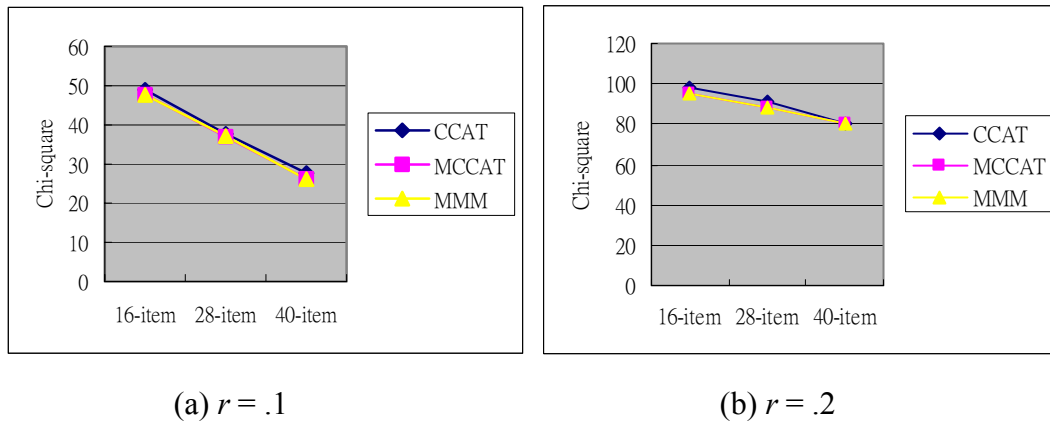 60
50
40
30
20
10
0
Chi-square
16-item 28-item 40-item
CCAT
MCCAT
MMM
(a) r = .1
120
100
80
60
40
20
0
Chi-square
16-item 28-item 40-item
CCAT
MCCAT
MMM
(b) r = .2